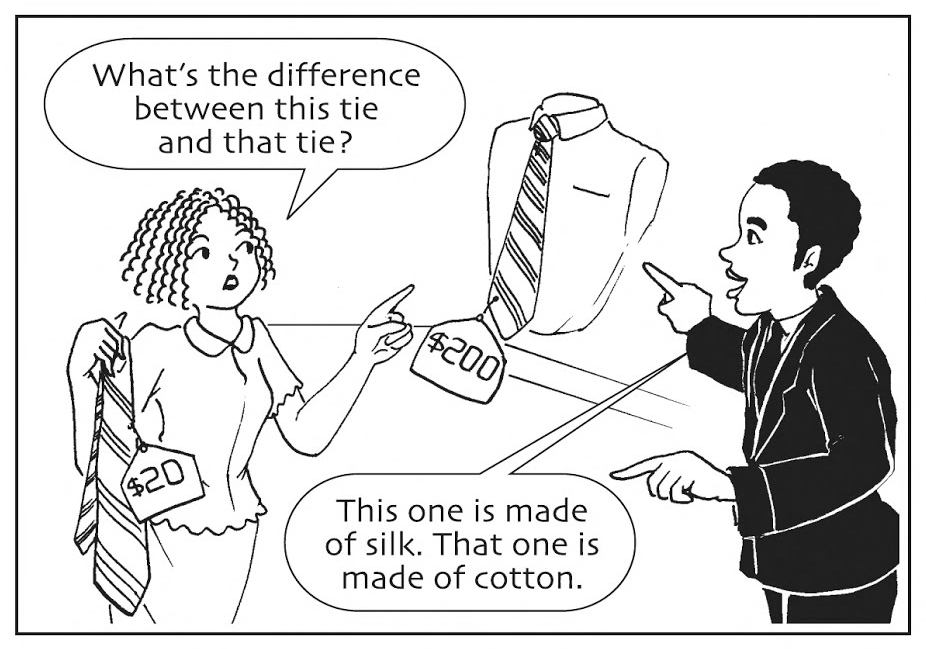 What's the difference
between this tie
and that tie?
$200
$20
This one is made
of silk. That one is
made of cotton.